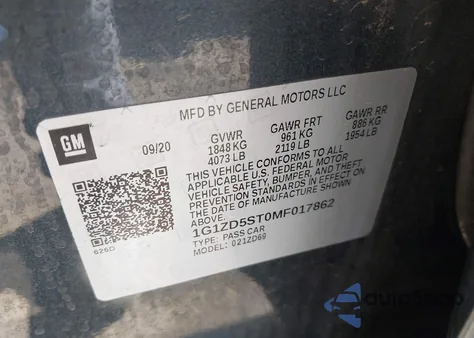 MFD BY GENERAL MOTORS LLC
GM
09/20
GVWR GAWR FRT GAWR RR
1848 KG 961 KG 886 KG
4073 LB 2119 LB 1954 LB
THIS VEHICLE CONFORMS TO ALL
APPLICABLE U.S. FEDERAL MOTOR
VEHICLE SAFETY, BUMPER, AND THEFT
PREVENTION STANDARDS IN EFFECT ON
THE DATE OF MANUFACTURE SHOWN ABOVE.
1G1ZD5ST0MF017862
TYPE: PASS CAR
MODEL: 021ZD69
625D